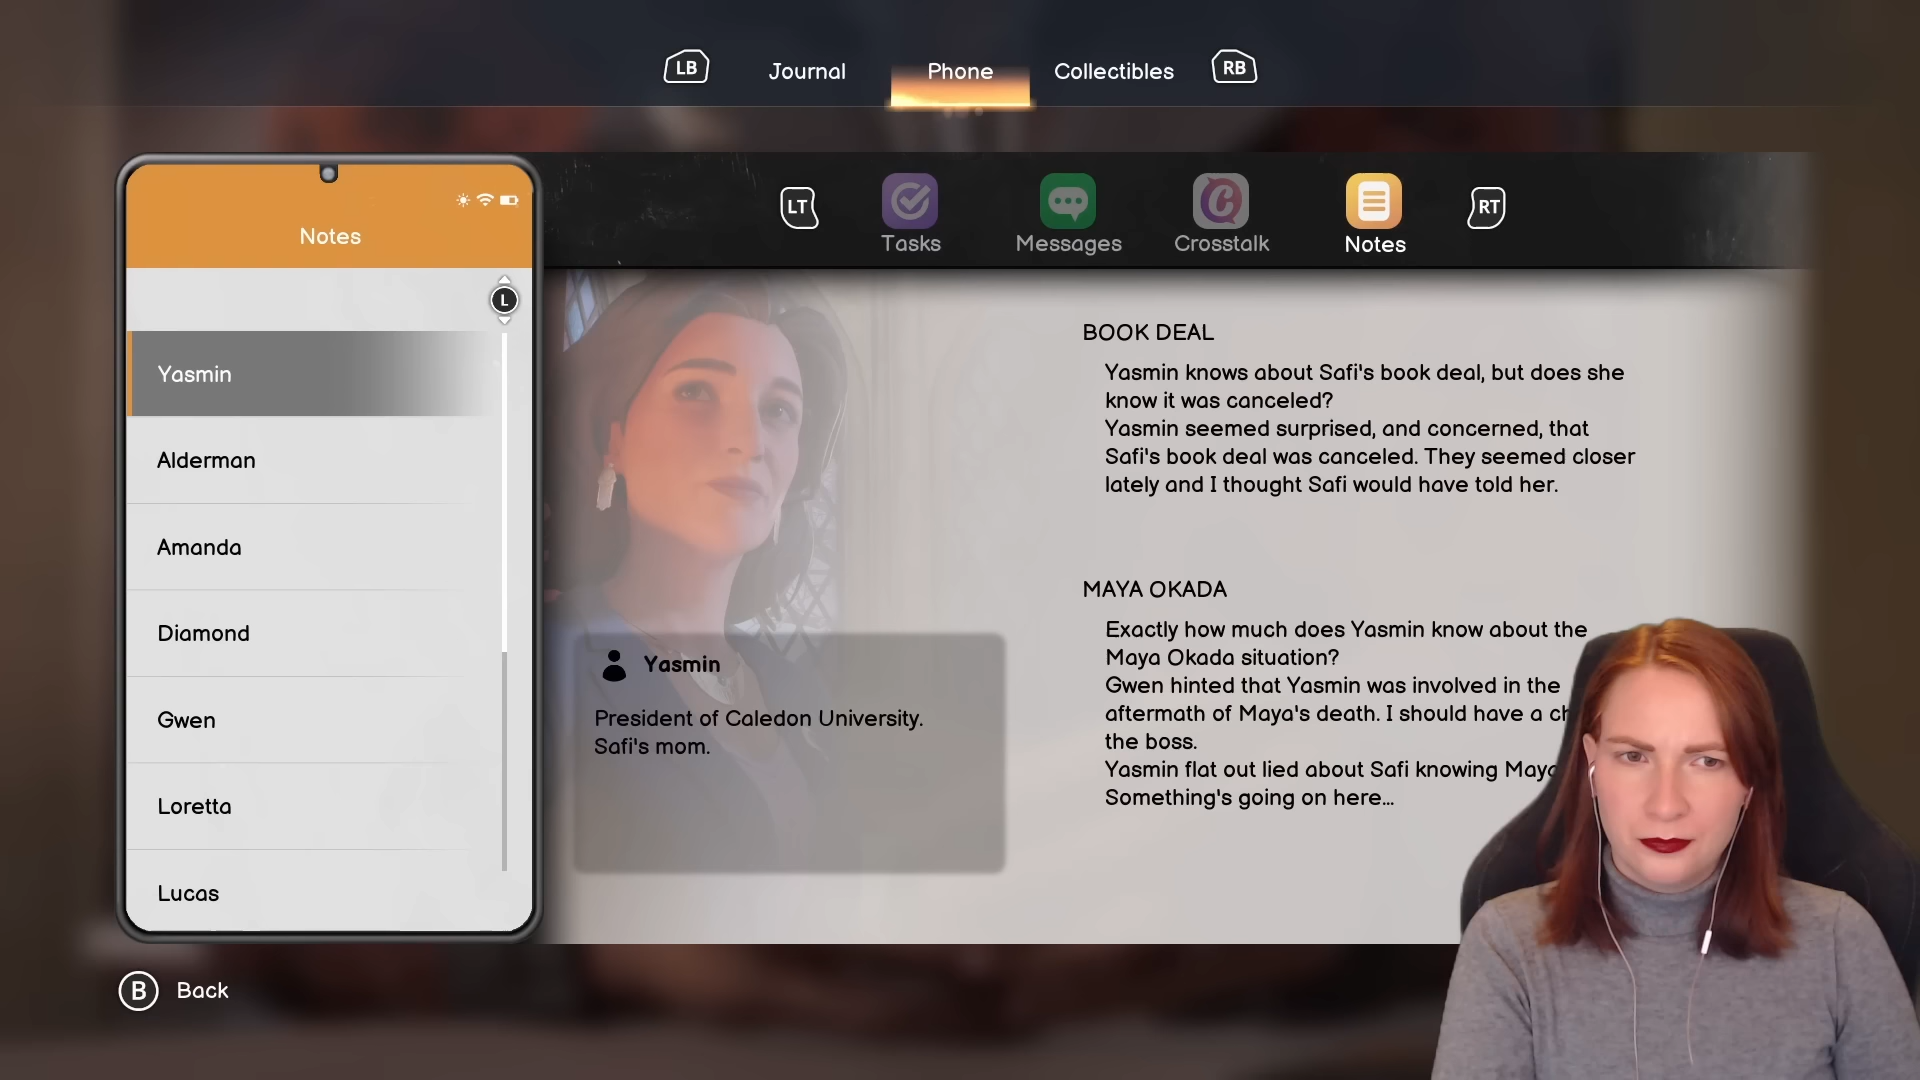 LB
Journal
Phone
Collectibles
RB
Notes
L
Yasmin
Alderman
Amanda
Diamond
Gwen
Loretta
Lucas
LT
Tasks
Messages
Crosstalk
Notes
RT
Yasmin
President of Caledon University.
Safi's mom.
BOOK DEAL
Yasmin knows about Safi's book deal, but does she
know it was canceled?
Yasmin seemed surprised, and concerned, that
Safi's book deal was canceled. They seemed closer
lately and I thought Safi would have told her.
MAYA OKADA
Exactly how much does Yasmin know about the
Maya Okada situation?
Gwen hinted that Yasmin was involved in the
aftermath of Maya's death. I should have a
the boss.
Yasmin flat out lied about Safi knowing Maya
Something's going on here...
B
Back